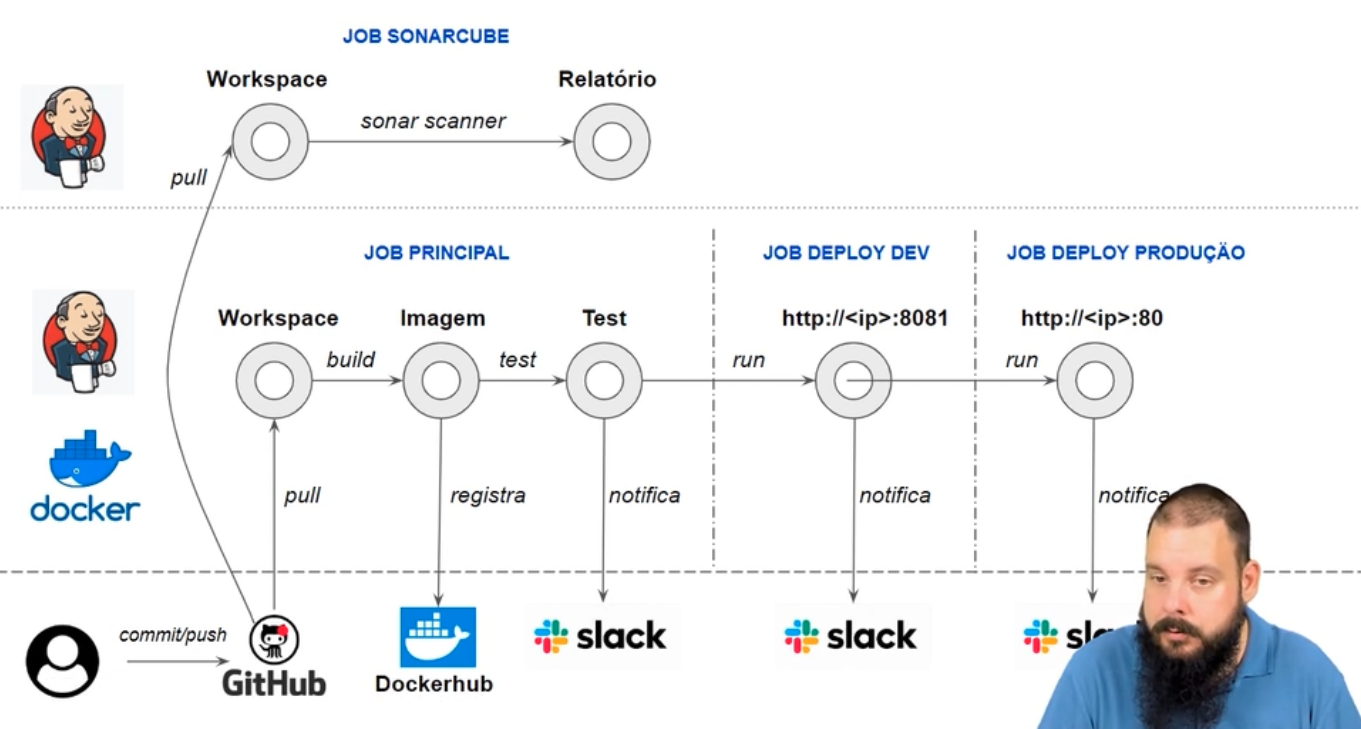 JOB SONARCUBE
Workspace
Relatório
sonar scanner
pull
JOB PRINCIPAL
JOB DEPLOY DEV
JOB DEPLOY PRODUÇÃO
Workspace
Imagem
Test
http://<ip>:8081
http://<ip>:80
build
test
run
run
docker
pull
registra
notifica
notifica
notifica
commit/push
GitHub
Dockerhub
slack
slack